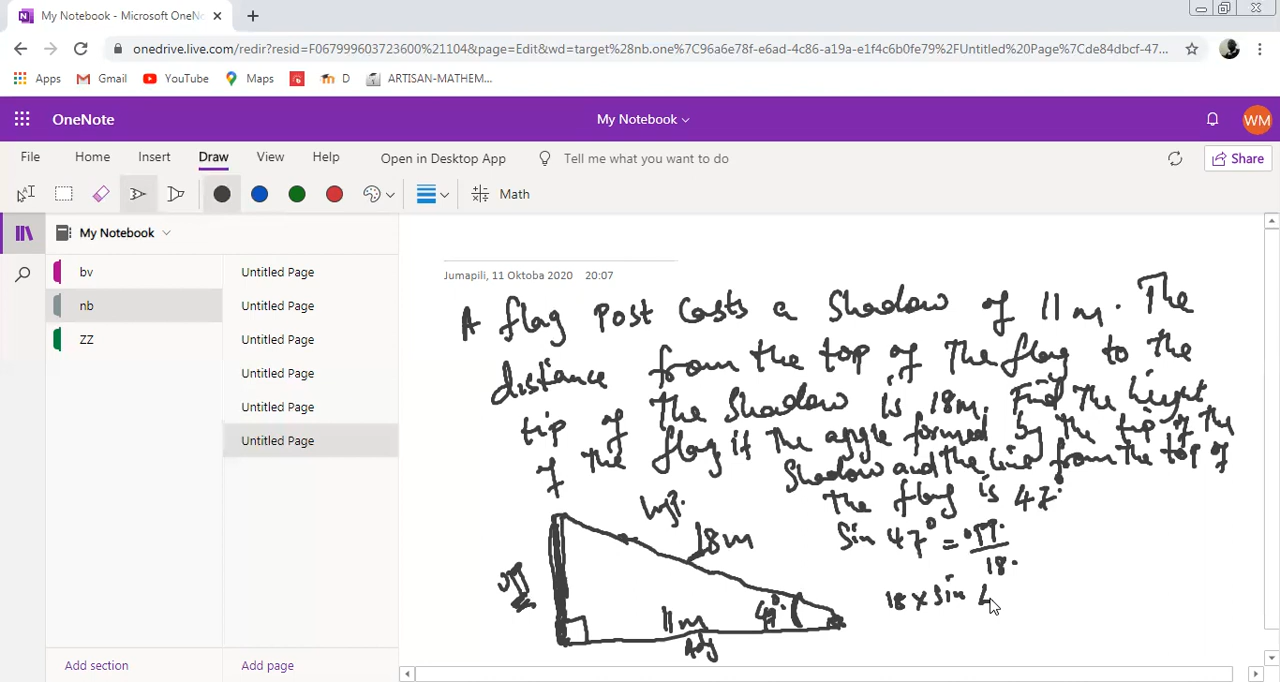 My Notebook - Microsoft OneNote
onedrive.live.com/redir?resid=F067999603723600%21104&page=Edit&wd=target%28nb.one%7C96a6e78f-e6ad-4c86-a19a-e1f4c6b0fe79%2FUntitled%20Page%7Cde84dbcf-47...
Apps Gmail YouTube Maps D ARTISAN-MATHEM...
OneNote My Notebook WM
File Home Insert Draw View Help Open in Desktop App Tell me what you want to do Share
Math
My Notebook
bv Untitled Page
nb Untitled Page
ZZ Untitled Page
Untitled Page
Untitled Page
Untitled Page
Add section Add page
Jumapili, 11 Oktoba 2020 20:07
A flag post casts a shadow of 11m. The
distance from the top of the flag to the
tip of the shadow is 18m. Find the height
of the flag if the angle formed by the tip of the
shadow and the line from the top of
the flag is 47°
hyp.
18m
opp
11m
Adj
47°
sin 47° = opp.
18.
18 x sin 4